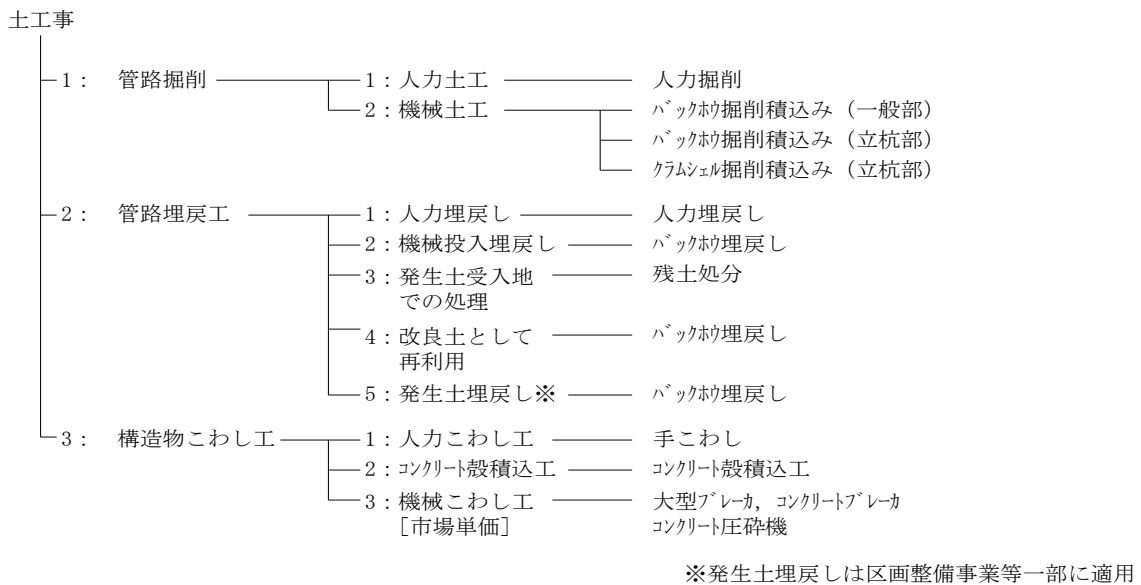 土工事
1： 管路掘削 1：人力土工 人力掘削
2：機械土工 ﾊﾞｯｸﾎｳ掘削積込み（一般部）
ﾊﾞｯｸﾎｳ掘削積込み（立杭部）
ｸﾗﾑｼｪﾙ掘削積込み（立杭部）
2： 管路埋戻工 1：人力埋戻し 人力埋戻し
2：機械投入埋戻し ﾊﾞｯｸﾎｳ埋戻し
3：発生土受入地 残土処分
での処理
4：改良土として ﾊﾞｯｸﾎｳ埋戻し
再利用
5：発生土埋戻し※ ﾊﾞｯｸﾎｳ埋戻し
3： 構造物こわし工 1：人力こわし工 手こわし
2：ｺﾝｸﾘｰﾄ殻積込工 ｺﾝｸﾘｰﾄ殻積込工
3：機械こわし工 大型ﾌﾞﾚｰｶ，ｺﾝｸﾘｰﾄﾌﾞﾚｰｶ
［市場単価］ ｺﾝｸﾘｰﾄ圧砕機
※発生土埋戻しは区画整備事業等一部に適用